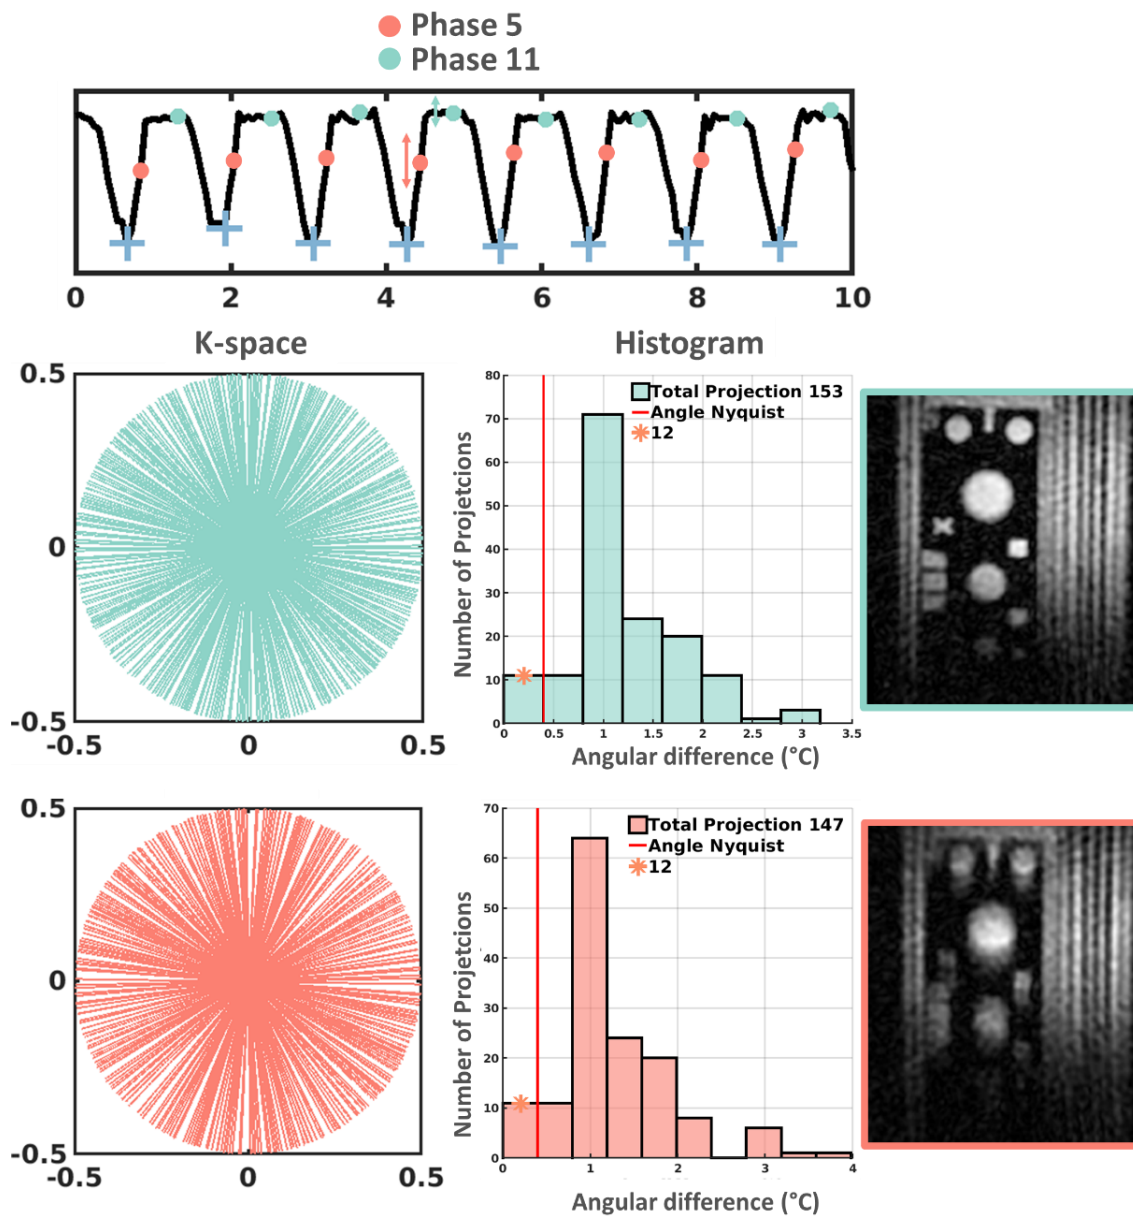 Phase 5
Phase 11
0 2 4 6 8 10
K-space
Histogram
0.5
0
-0.5
-0.5 0 0.5
80
70
60
50
40
30
20
10
0
Number of Projetcions
Total Projection 153
Angle Nyquist
12
0 0.5 1 1.5 2 2.5 3 3.5
Angular difference (°C)
0.5
0
-0.5
-0.5 0 0.5
70
60
50
40
30
20
10
0
Number of Projetcions
Total Projection 147
Angle Nyquist
12
0 1 2 3 4
Angular difference (°C)